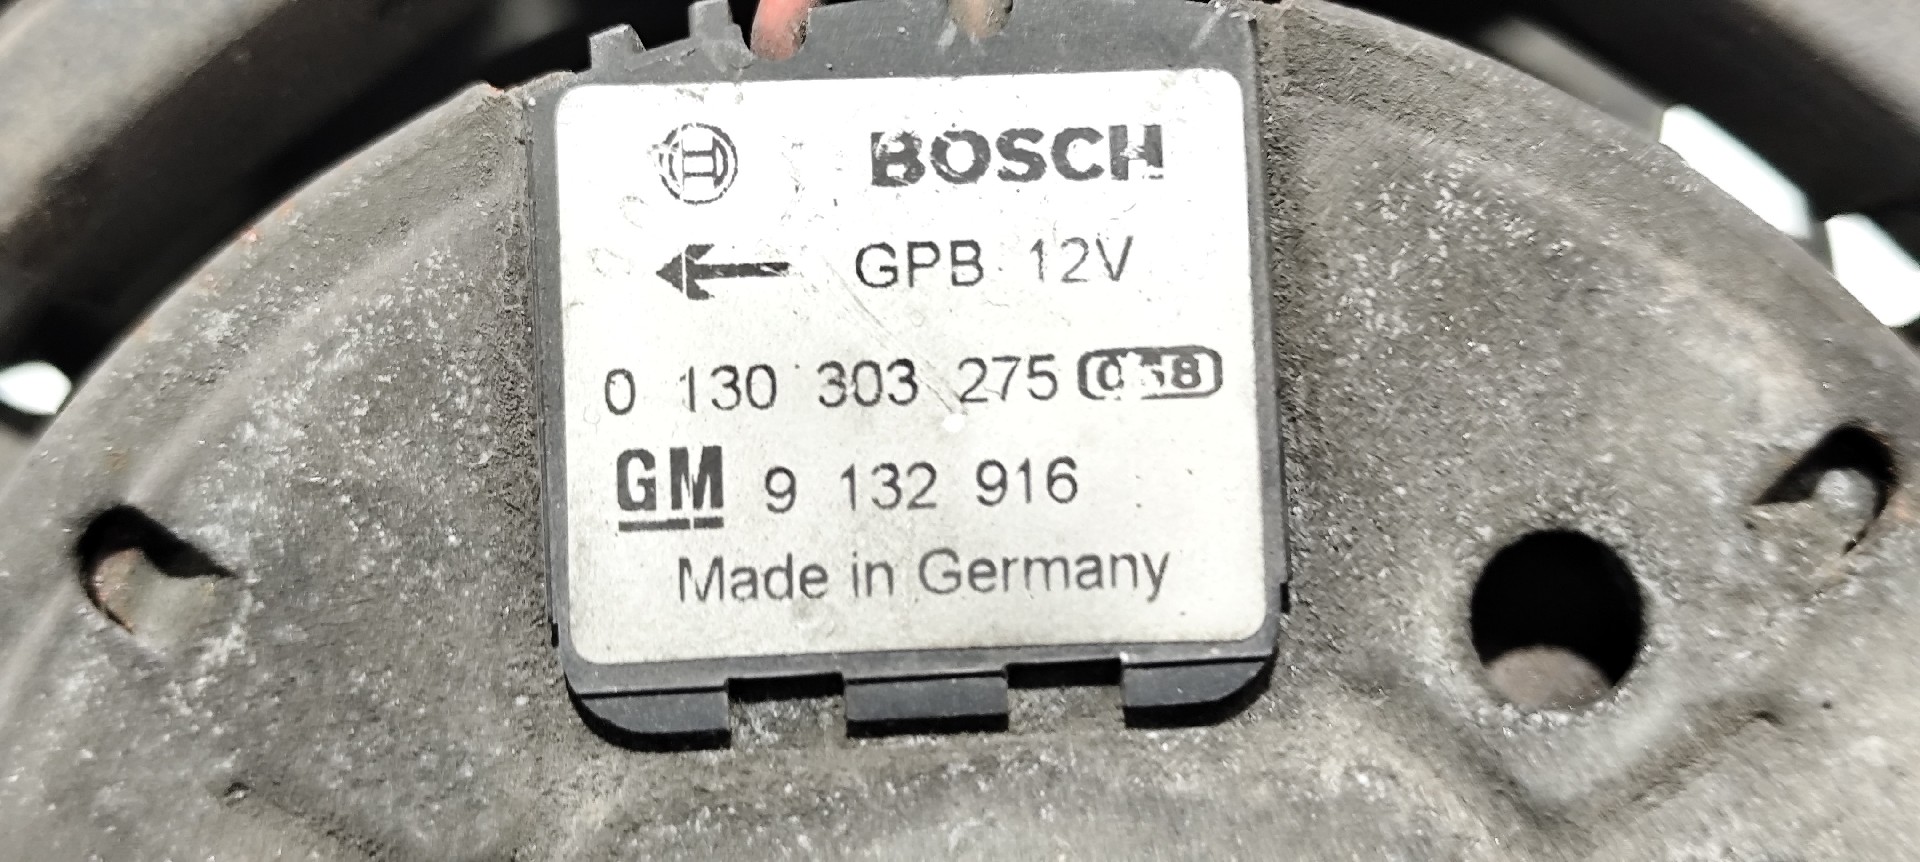 BOSCH
GPB 12V
0 130 303 275
GM 9 132 916
Made in Germany